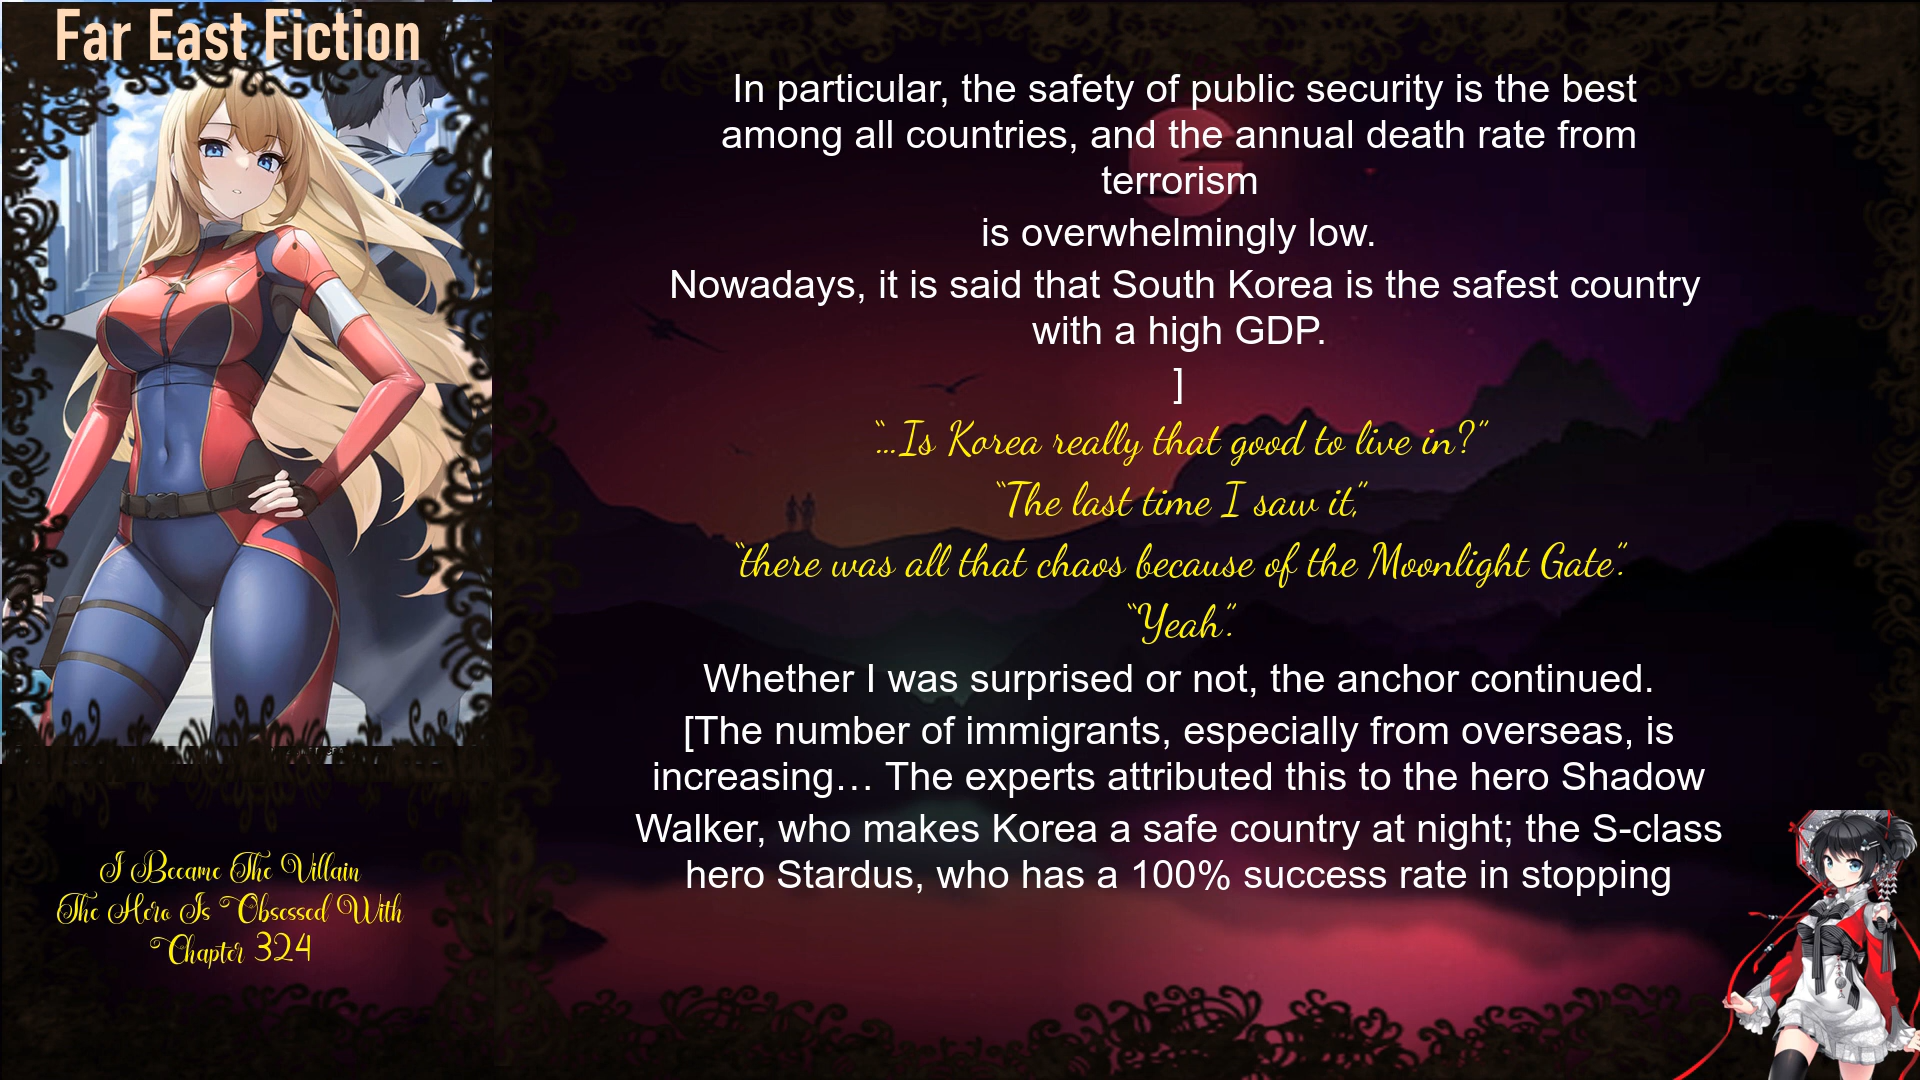 Far East Fiction
In particular, the safety of public security is the best
among all countries, and the annual death rate from
terrorism
is overwhelmingly low.
Nowadays, it is said that South Korea is the safest country
with a high GDP.
]
“…Is Korea really that good to live in?”
“The last time I saw it,”
“there was all that chaos because of the Moonlight Gate”.
“Yeah”.
Whether I was surprised or not, the anchor continued.
[The number of immigrants, especially from overseas, is
increasing… The experts attributed this to the hero Shadow
Walker, who makes Korea a safe country at night; the S-class
hero Stardus, who has a 100% success rate in stopping
I Became The Villain
The Hero Is Obsessed With
Chapter 324